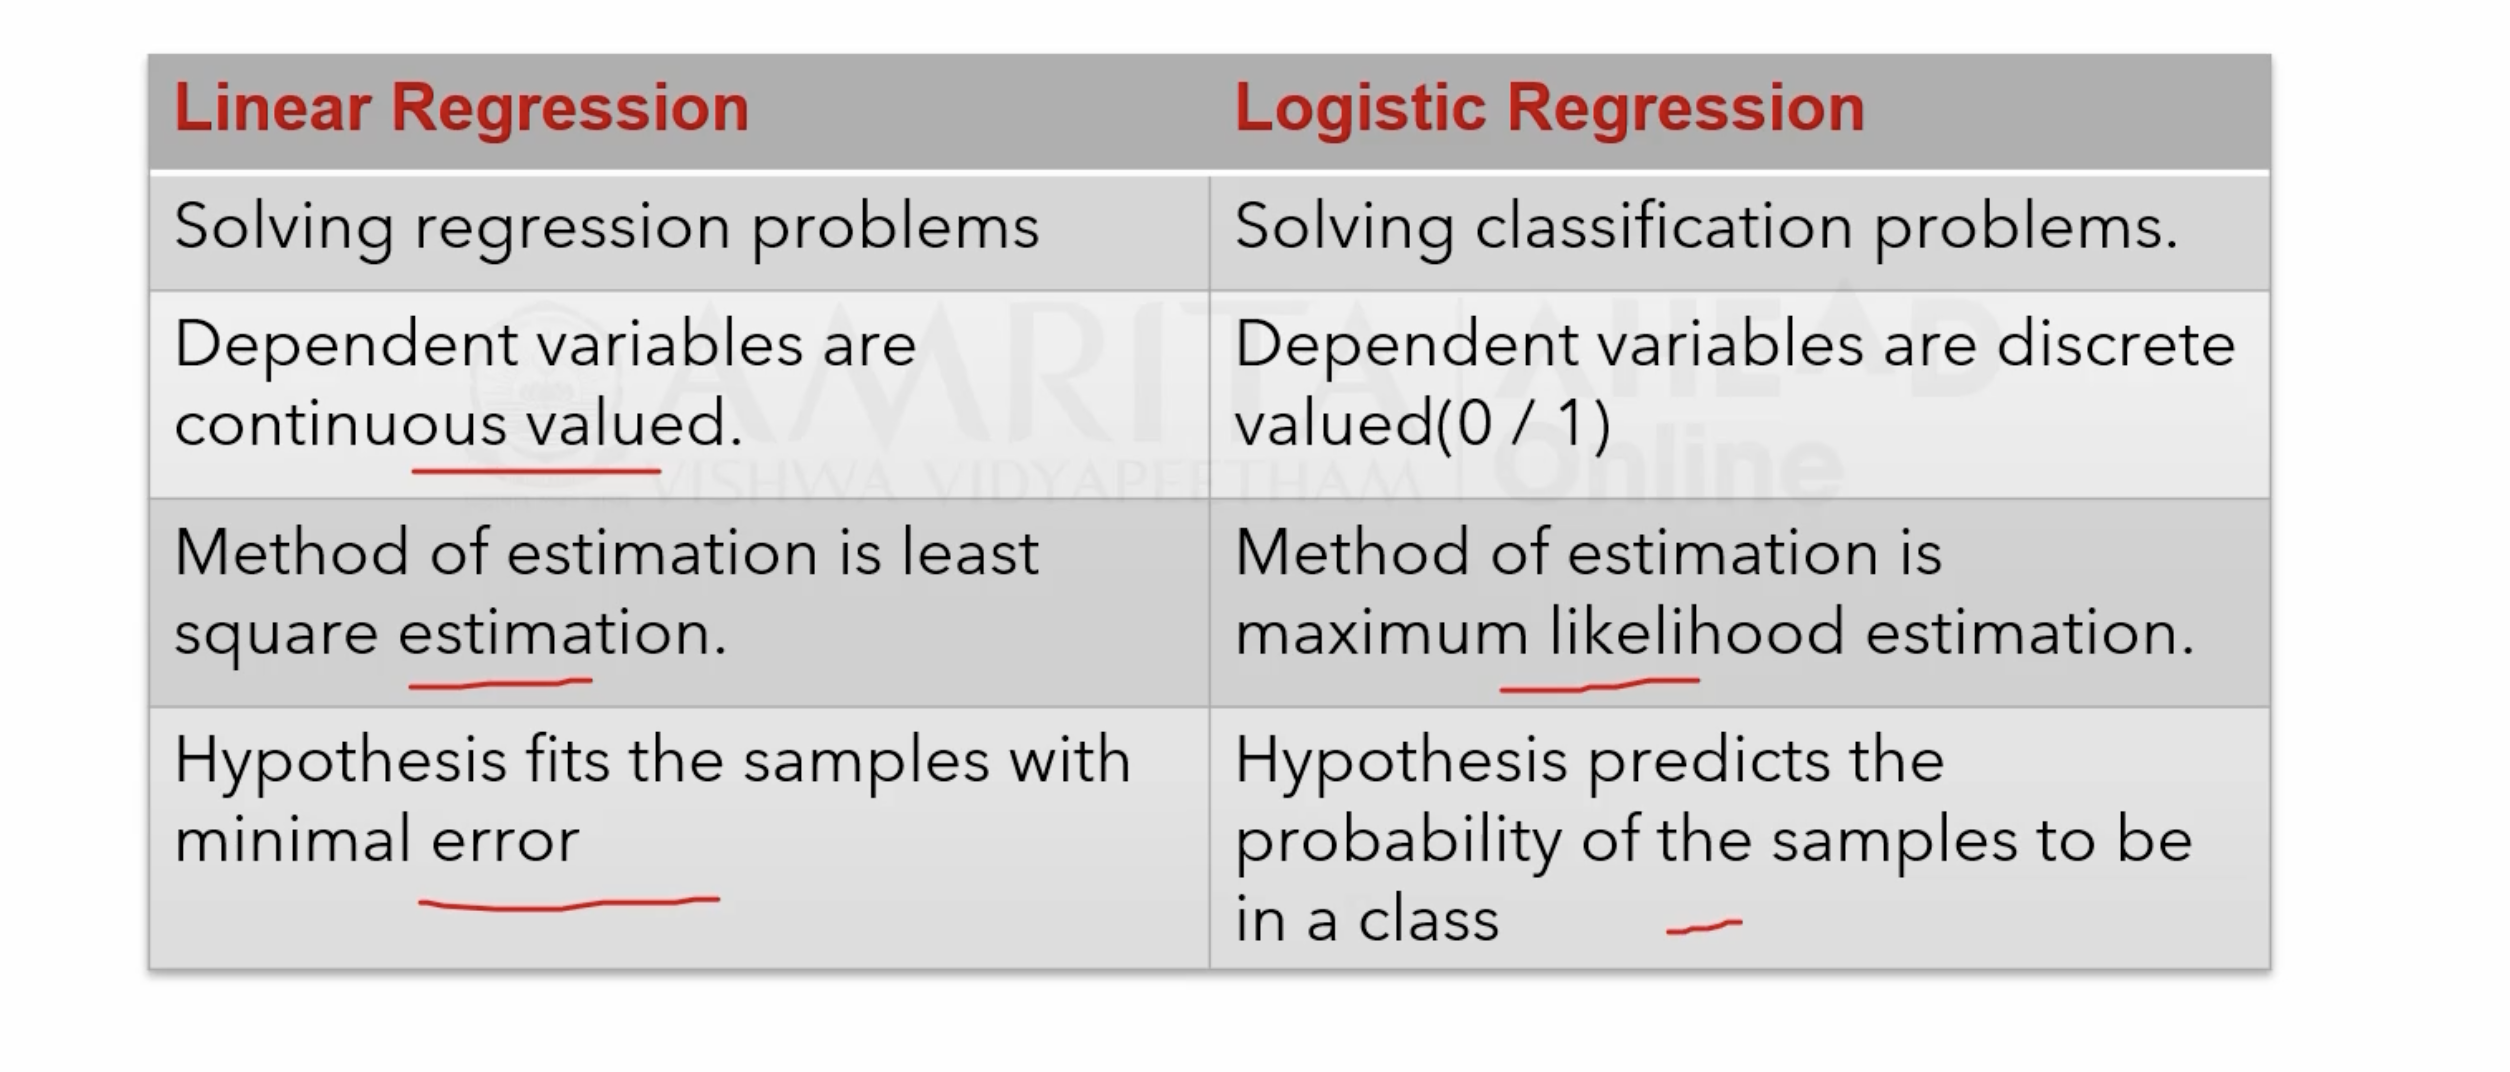 Linear Regression
Logistic Regression
Solving regression problems
Solving classification problems.
Dependent variables are
continuous valued.
Dependent variables are discrete
valued(0 / 1)
Method of estimation is least
square estimation.
Method of estimation is
maximum likelihood estimation.
Hypothesis fits the samples with
minimal error
Hypothesis predicts the
probability of the samples to be
in a class
AMRITA
VISHWA VIDYAPEETHAM
AHEAD
Online